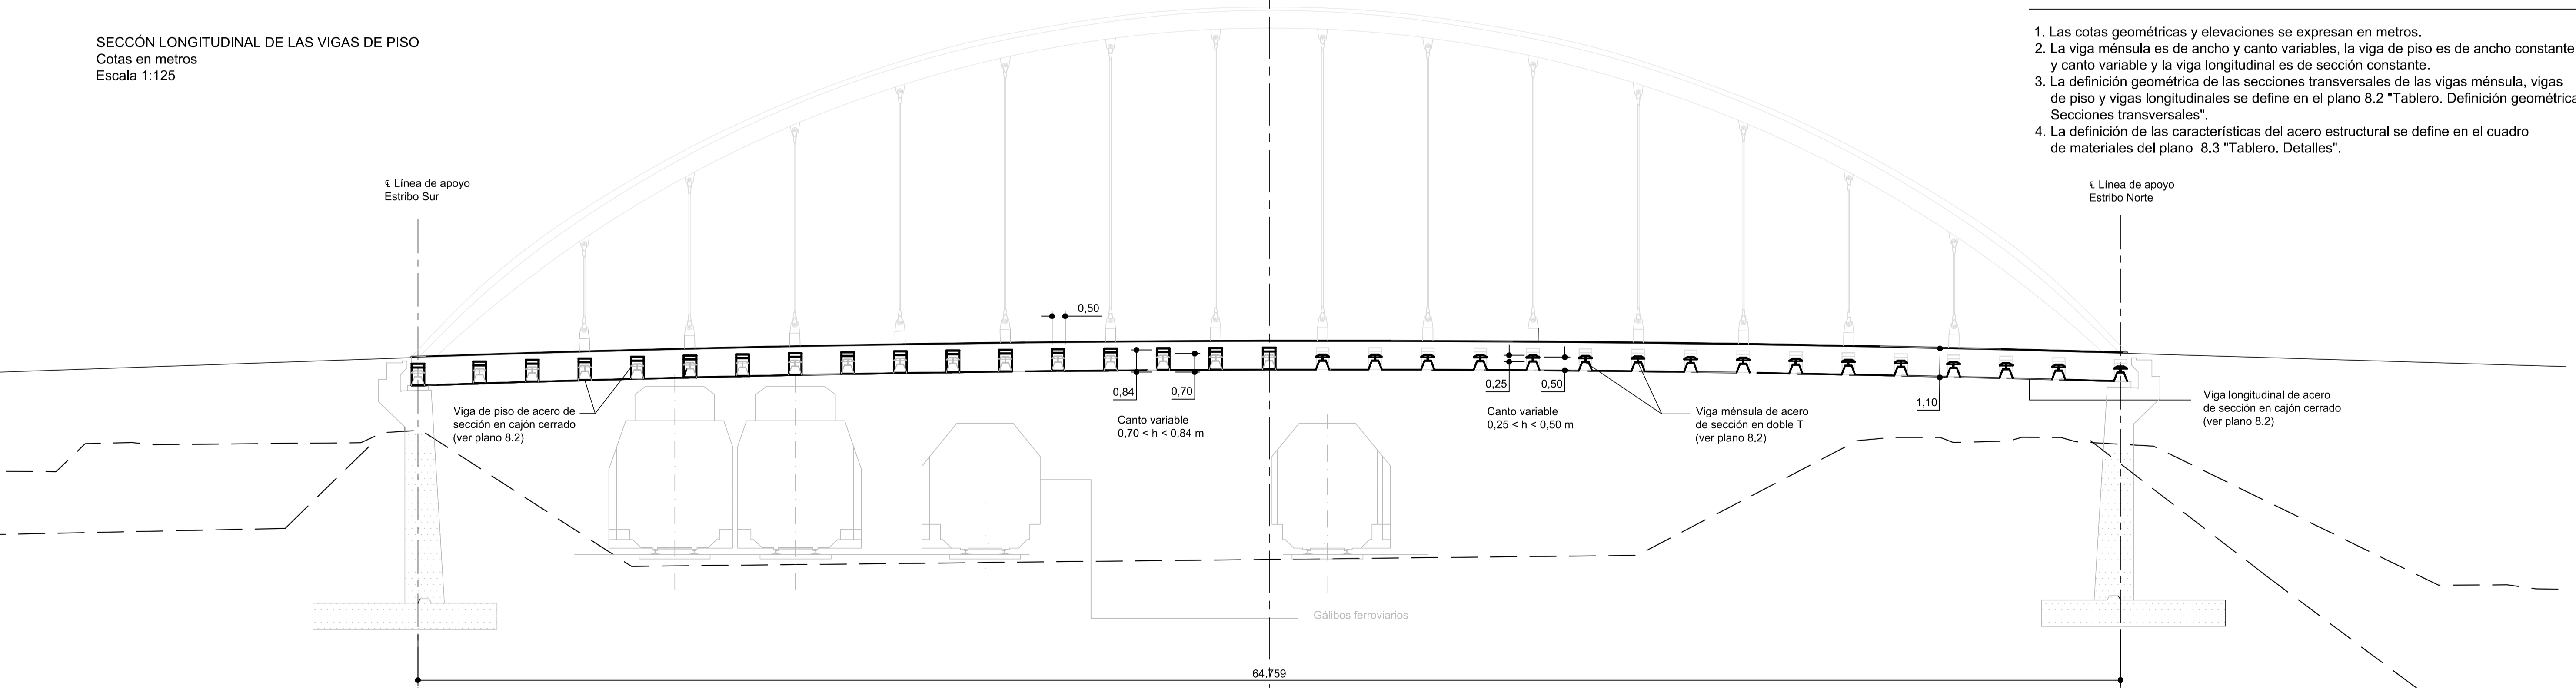 SECCÓN LONGITUDINAL DE LAS VIGAS DE PISO
Cotas en metros
Escala 1:125
1. Las cotas geométricas y elevaciones se expresan en metros.
2. La viga ménsula es de ancho y canto variables, la viga de piso es de ancho constante
y canto variable y la viga longitudinal es de sección constante.
3. La definición geométrica de las secciones transversales de las vigas ménsula, vigas
de piso y vigas longitudinales se define en el plano 8.2 "Tablero. Definición geométrica
Secciones transversales".
4. La definición de las características del acero estructural se define en el cuadro
de materiales del plano 8.3 "Tablero. Detalles".
℄ Línea de apoyo
Estribo Sur
℄ Línea de apoyo
Estribo Norte
0,50
0,84
0,70
0,25
0,50
1,10
Viga de piso de acero de
sección en cajón cerrado
(ver plano 8.2)
Canto variable
0,70 < h < 0,84 m
Canto variable
0,25 < h < 0,50 m
Viga ménsula de acero
de sección en doble T
(ver plano 8.2)
Viga longitudinal de acero
de sección en cajón cerrado
(ver plano 8.2)
Gálibos ferroviarios
64.759